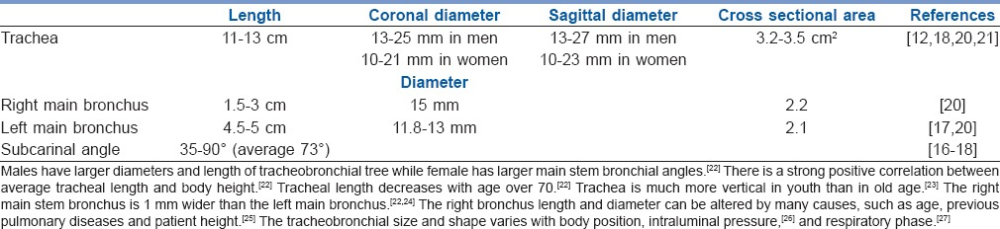 Length Coronal diameter Sagittal diameter Cross sectional area References
Trachea 11-13 cm 13-25 mm in men 13-27 mm in men 3.2-3.5 cm² [12,18,20,21]
10-21 mm in women 10-23 mm in women
Diameter
Right main bronchus 1.5-3 cm 15 mm 2.2 [20]
Left main bronchus 4.5-5 cm 11.8-13 mm 2.1 [17,20]
Subcarinal angle 35-90° (average 73°) [16-18]
Males have larger diameters and length of tracheobronchial tree while female has larger main stem bronchial angles.[22] There is a strong positive correlation between
average tracheal length and body height.[22] Tracheal length decreases with age over 70.[22] Trachea is much more vertical in youth than in old age.[23] The right
main stem bronchus is 1 mm wider than the left main bronchus.[22,24] The right bronchus length and diameter can be altered by many causes, such as age, previous
pulmonary diseases and patient height.[25] The tracheobronchial size and shape varies with body position, intraluminal pressure,[26] and respiratory phase.[27]